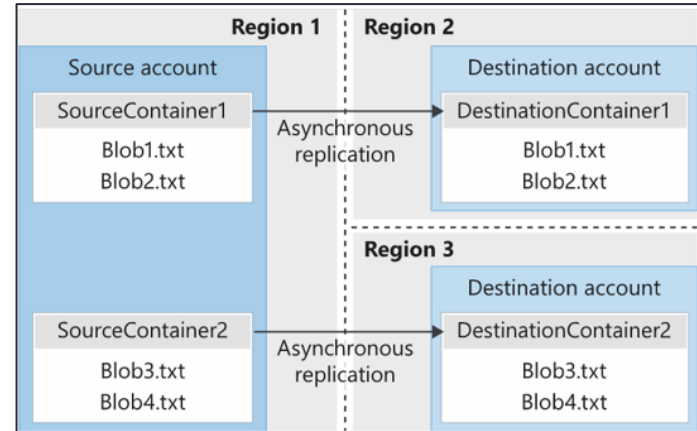 Region 1
Region 2
Source account
Destination account
SourceContainer1
DestinationContainer1
Asynchronous
replication
Blob1.txt
Blob1.txt
Blob2.txt
Blob2.txt
Region 3
Destination account
SourceContainer2
DestinationContainer2
Asynchronous
replication
Blob3.txt
Blob3.txt
Blob4.txt
Blob4.txt